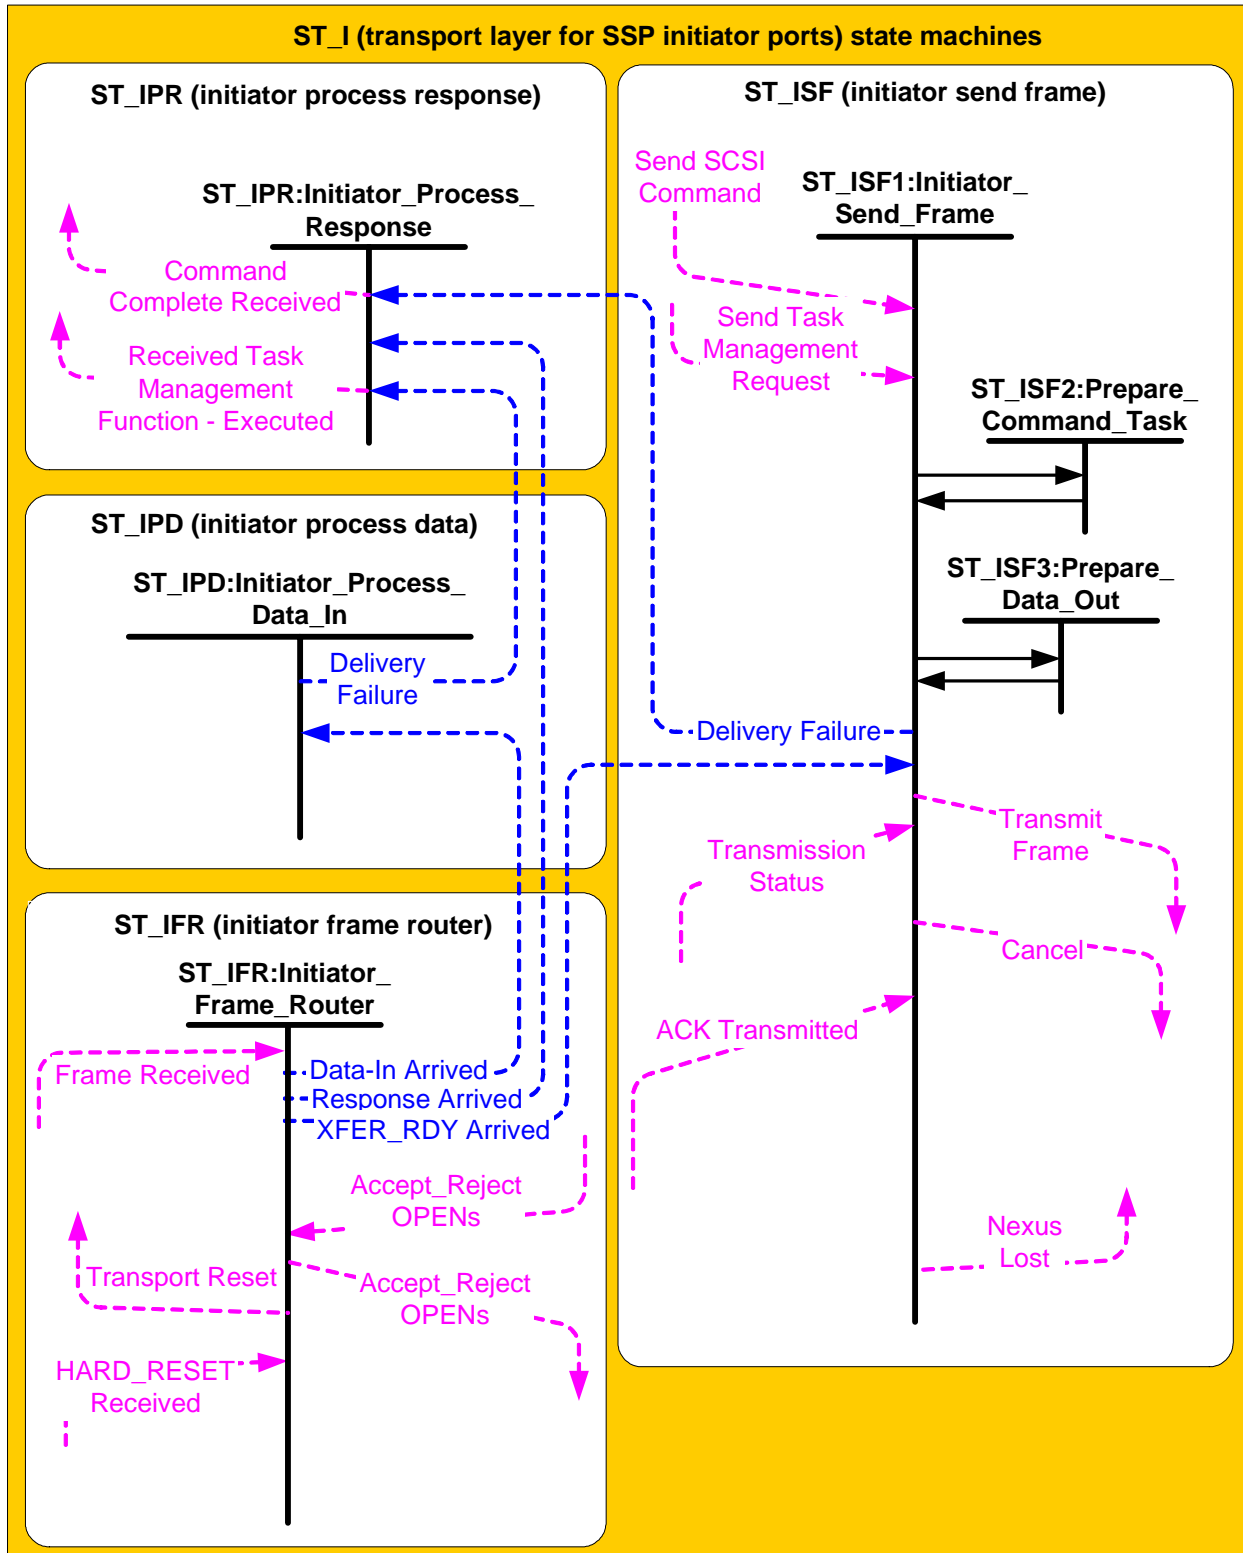 ST_I (transport layer for SSP initiator ports) state machines
ST_IPR (initiator process response)
ST_IPR:Initiator_Process_
Response
Command
Complete Received
Received Task
Management
Function - Executed
ST_IPD (initiator process data)
ST_IPD:Initiator_Process_
Data_In
Delivery
Failure
ST_IFR (initiator frame router)
ST_IFR:Initiator_
Frame_Router
Frame Received
Data-In Arrived
Response Arrived
XFER_RDY Arrived
Accept_Reject
OPENs
Transport Reset
Accept_Reject
OPENs
HARD_RESET
Received
ST_ISF (initiator send frame)
Send SCSI
Command
ST_ISF1:Initiator_
Send_Frame
Send Task
Management
Request
ST_ISF2:Prepare_
Command_Task
ST_ISF3:Prepare_
Data_Out
Delivery Failure
Transmit
Frame
Transmission
Status
Cancel
ACK Transmitted
Nexus
Lost